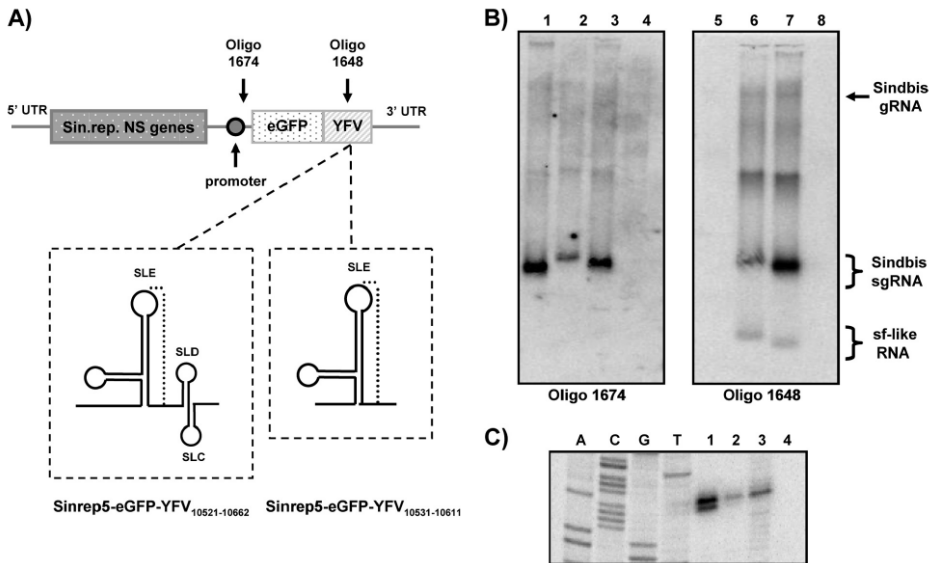 A)
Oligo 1674
Oligo 1648
5' UTR
3' UTR
Sin.rep. NS genes
eGFP
YFV
promoter
SLE
SLD
SLC
SLE
Sinrep5-eGFP-YFV10521-10662
Sinrep5-eGFP-YFV10531-10611
B)
1 2 3 4
5 6 7 8
Sindbis gRNA
Sindbis sgRNA
sf-like RNA
Oligo 1674
Oligo 1648
C)
A C G T 1 2 3 4